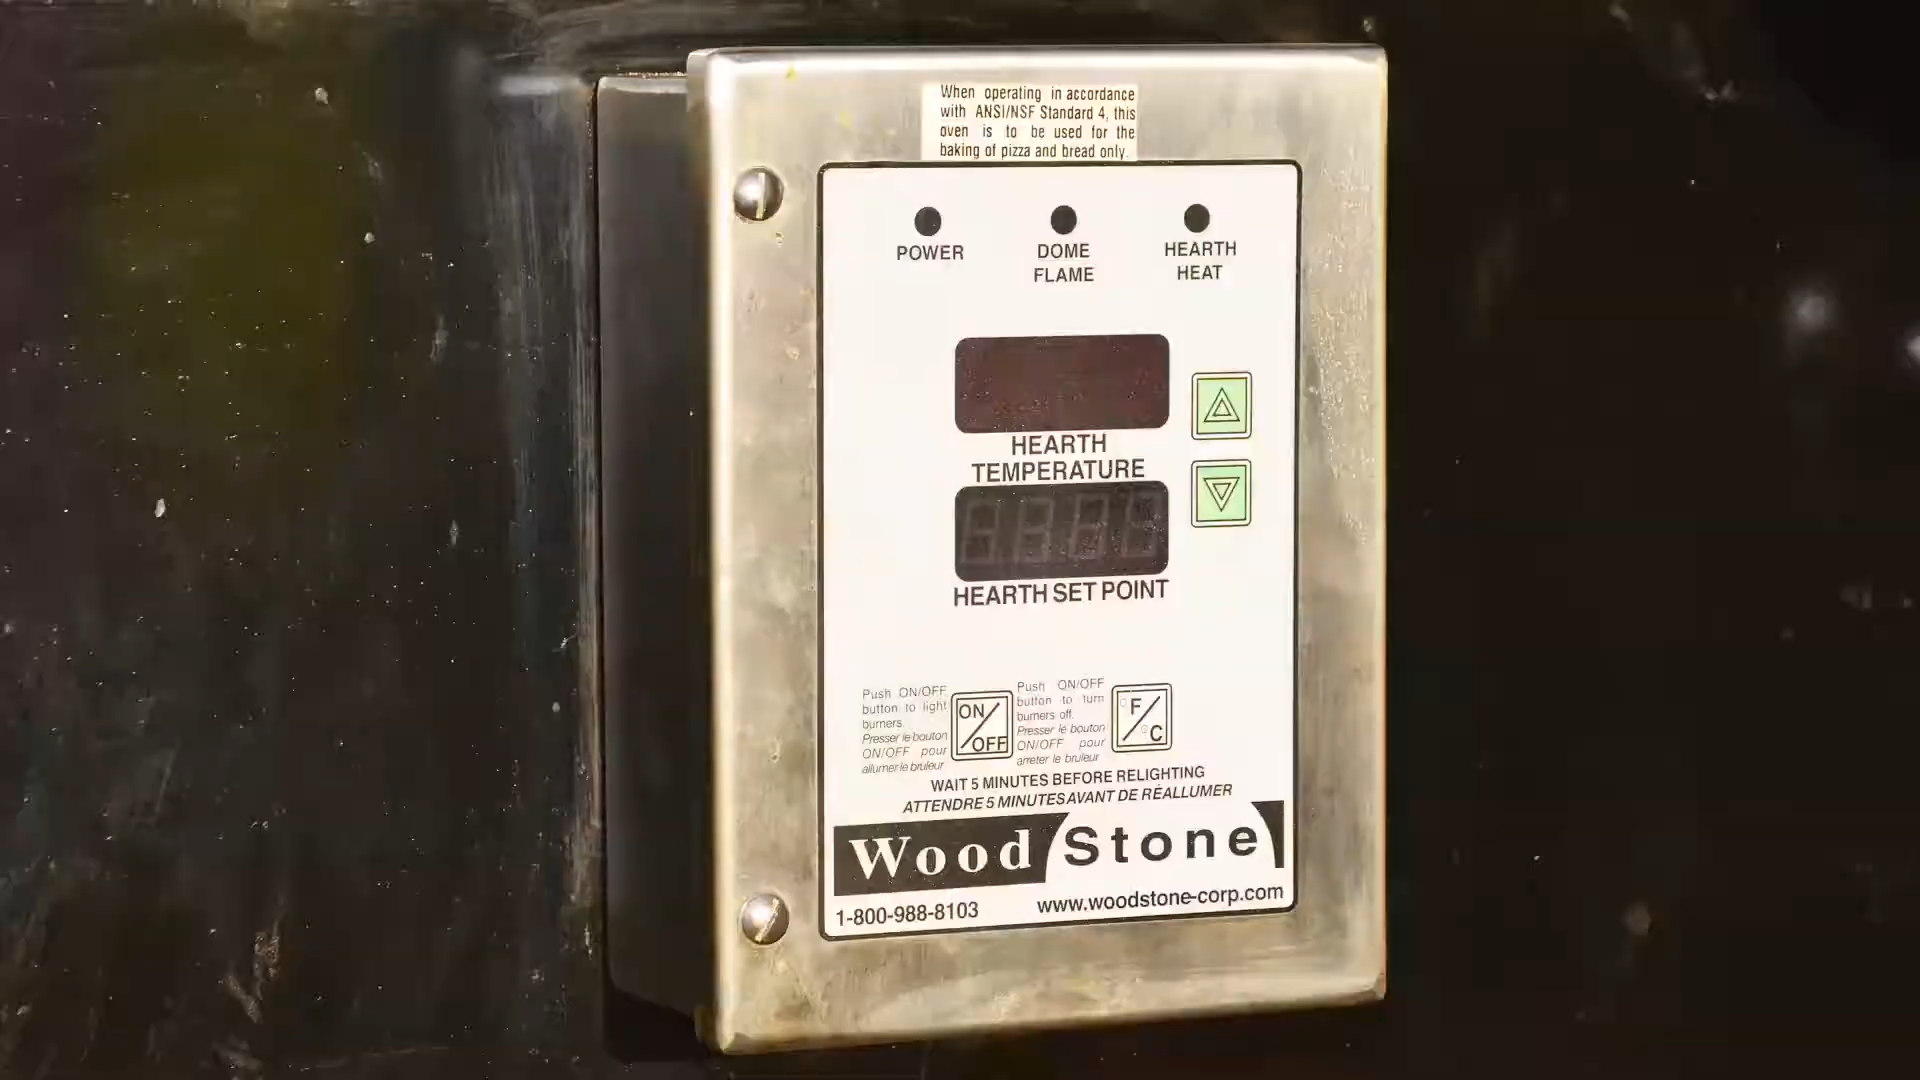 When operating in accordance
with ANSI/NSF Standard 4, this
oven is to be used for the
baking of pizza and bread only.
POWER
DOME
FLAME
HEARTH
HEAT
HEARTH
TEMPERATURE
HEARTH SET POINT
Push ON/OFF
button to light
burners.
Presser le bouton
ON/OFF pour
allumer le bruleur
ON/OFF
Push ON/OFF
button to turn
burners off.
Presser le bouton
ON/OFF pour
arreter le bruleur
°F/°C
WAIT 5 MINUTES BEFORE RELIGHTING
ATTENDRE 5 MINUTES AVANT DE RÉALLUMER
Wood Stone
1-800-988-8103
www.woodstone-corp.com